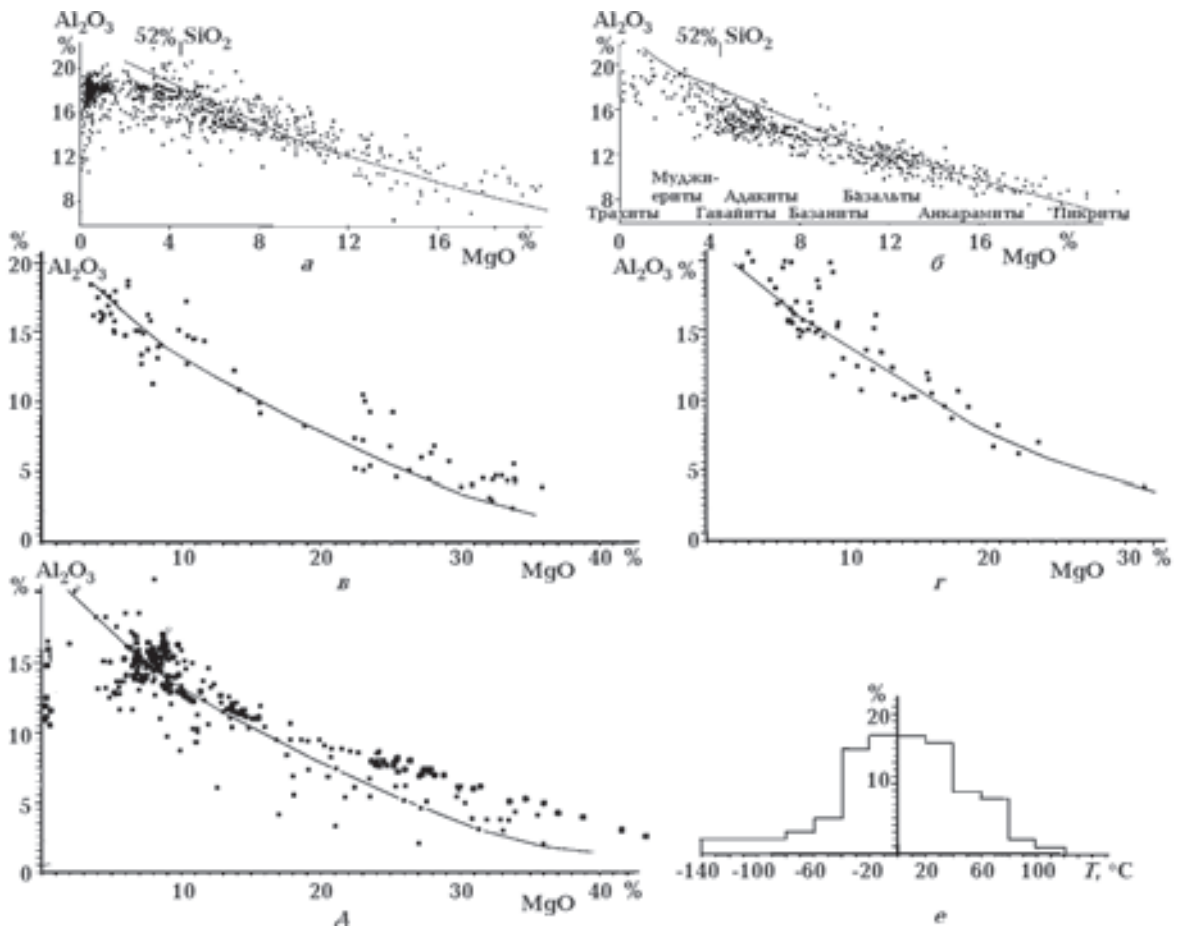 Al₂O₃
%
52% SiO₂
20
16
12
8
0 4 8 12 16 %
а MgO
Al₂O₃
%
52% SiO₂
20
16
12
8
Муджи-
ериты Адакиты Базальты
Трахиты Гавайиты Базаниты Анкарамиты Пикриты
0 4 8 12 16 %
б MgO
%
Al₂O₃
20
15
10
5
0
10 20 30 40 %
в MgO
Al₂O₃ %
15
10
5
0
10 20 30 %
г MgO
% Al₂O₃
15
10
5
0
10 20 30 40 %
д MgO
%
20
10
-140 -100 -60 -20 20 60 100 T, °C
е